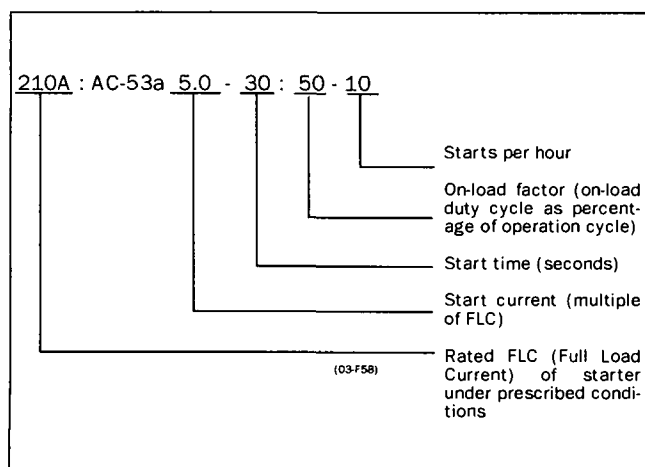 210A : AC-53a 5.0 - 30 : 50 - 10
Starts per hour
On-load factor (on-load
duty cycle as percent-
age of operation cycle)
Start time (seconds)
Start current (multiple
of FLC)
(03-F58)
Rated FLC (Full Load
Current) of starter
under prescribed condi-
tions